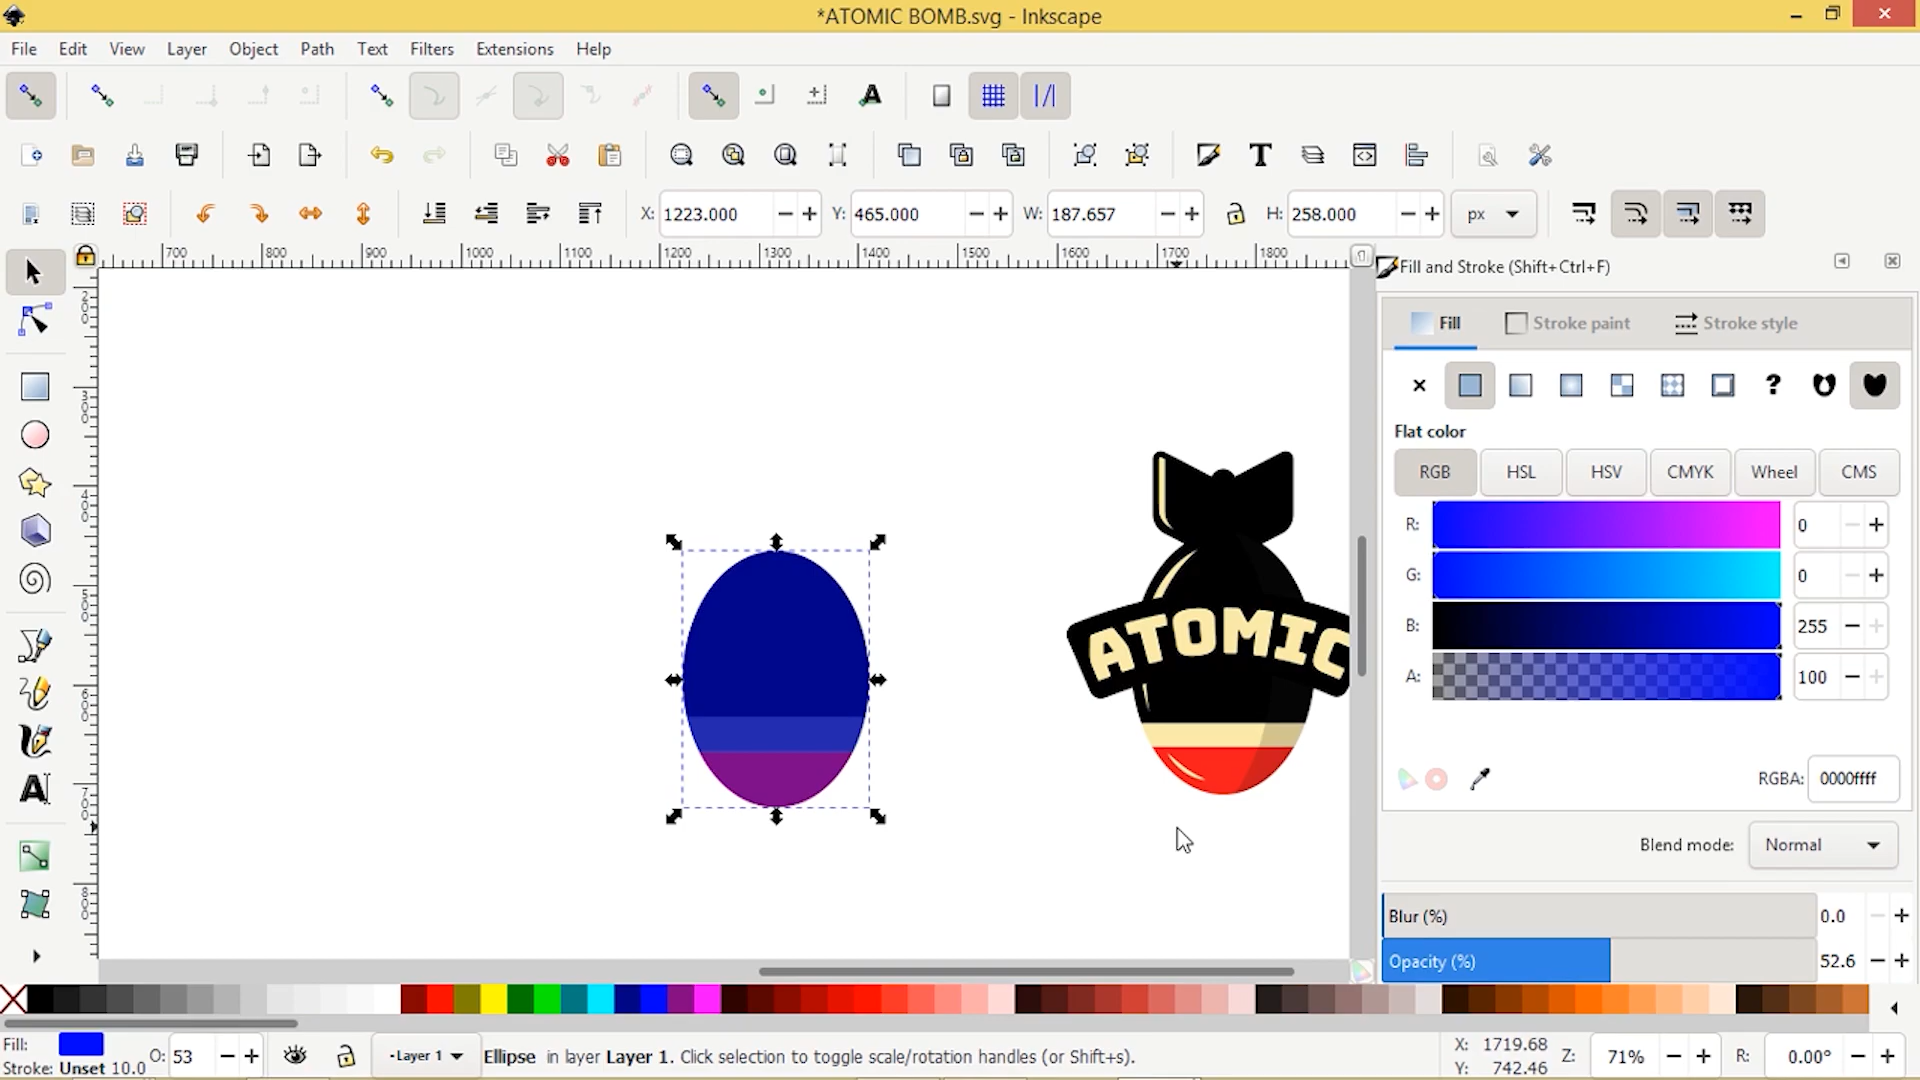 *ATOMIC BOMB.svg - Inkscape
File Edit View Layer Object Path Text Filters Extensions Help
X: 1223.000 Y: 465.000 W: 187.657 H: 258.000 px
700 800 900 1000 1100 1200 1300 1400 1500 1600 1700 1800
Fill and Stroke (Shift+Ctrl+F)
Fill Stroke paint Stroke style
Flat color
RGB HSL HSV CMYK Wheel CMS
R: 0
G: 0
B: 255
A: 100
RGBA: 0000ffff
Blend mode: Normal
Blur (%) 0.0
Opacity (%) 52.6
ATOMIC
Fill:
Stroke: Unset 10.0
O: 53
Layer 1
Ellipse in layer Layer 1. Click selection to toggle scale/rotation handles (or Shift+s).
X: 1719.68
Y: 742.46
Z: 71%
R: 0.00°